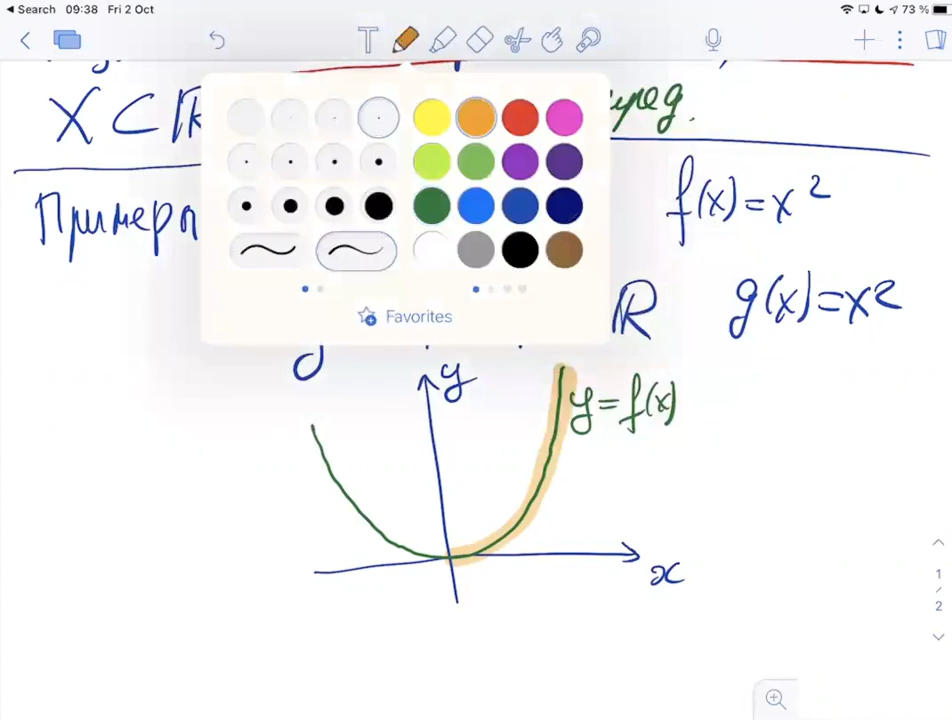 Search 09:38 Fri 2 Oct 73 %
T
X ⊂ ℝ
Примеры f(x)=x²
ℝ g(x)=x²
Favorites
y
y=f(x)
x
1
/
2